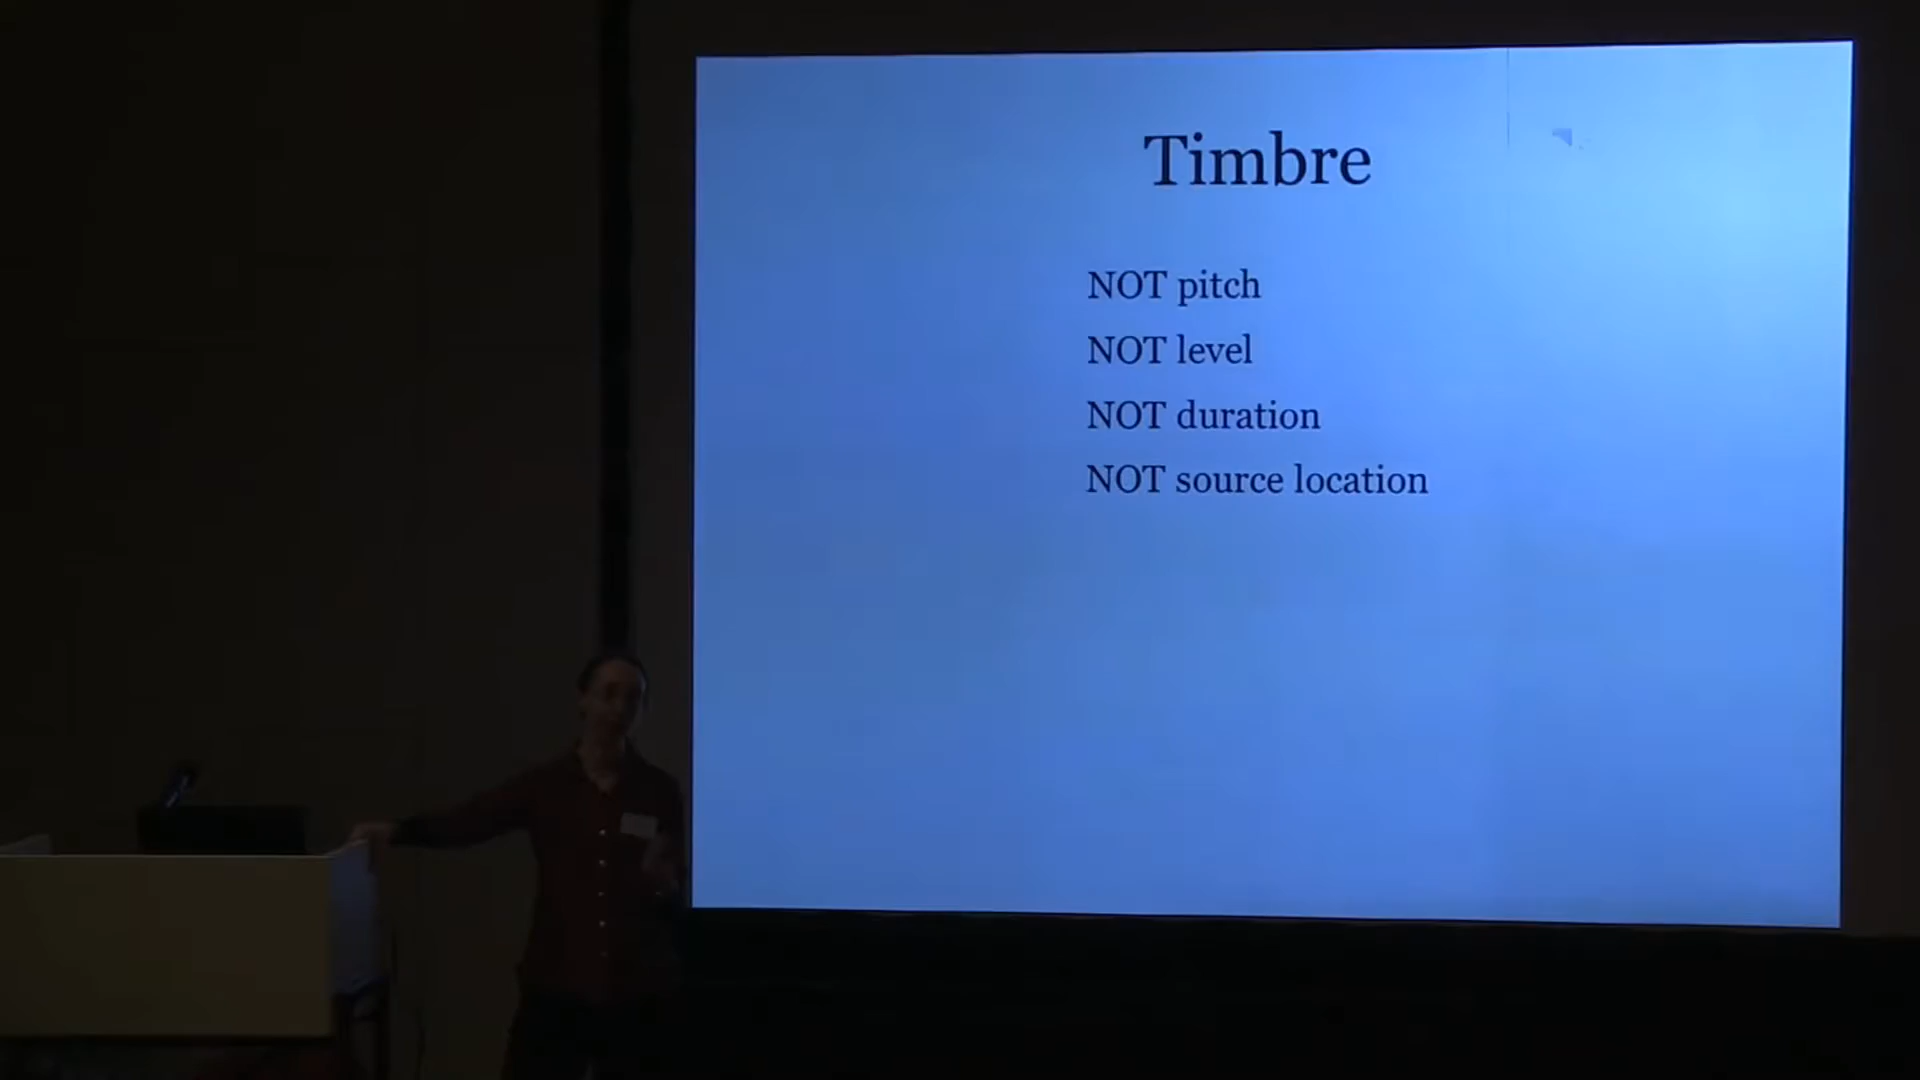 Timbre
NOT pitch
NOT level
NOT duration
NOT source location